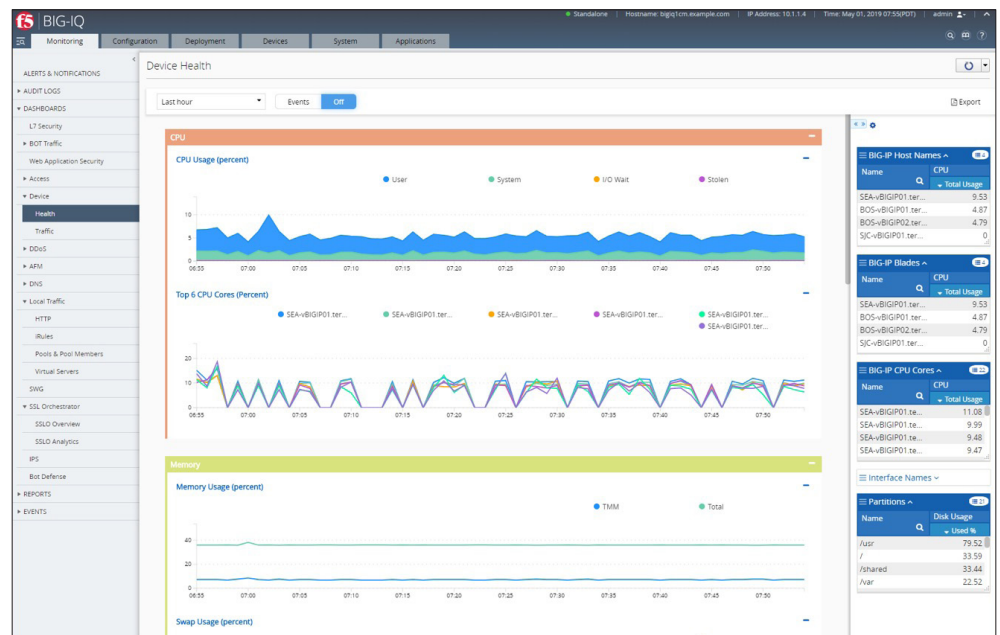 f5 BIG-IQ
Standalone Hostname: bigiq1cm.example.com IP Address: 10.1.1.4 Time: May 01, 2019 07:55(PDT) admin
Monitoring Configuration Deployment Devices System Applications
ALERTS & NOTIFICATIONS
AUDIT LOGS
DASHBOARDS
L7 Security
BOT Traffic
Web Application Security
Access
Device
Health
Traffic
DDoS
AFM
DNS
Local Traffic
HTTP
iRules
Pools & Pool Members
Virtual Servers
SWG
SSL Orchestrator
SSLO Overview
SSLO Analytics
IPS
Bot Defense
REPORTS
EVENTS
Device Health
Last hour Events Off Export
CPU
CPU Usage (percent)
User System I/O Wait Stolen
10
5
0
06:55 07:00 07:05 07:10 07:15 07:20 07:25 07:30 07:35 07:40 07:45 07:50
Top 6 CPU Cores (Percent)
SEA-vBIGIP01.ter... SEA-vBIGIP01.ter... SEA-vBIGIP01.ter... SEA-vBIGIP01.ter... SEA-vBIGIP01.ter...
SEA-vBIGIP01.ter...
20
10
0
06:55 07:00 07:05 07:10 07:15 07:20 07:25 07:30 07:35 07:40 07:45 07:50
Memory
Memory Usage (percent)
TMM Total
40
20
0
06:55 07:00 07:05 07:10 07:15 07:20 07:25 07:30 07:35 07:40 07:45 07:50
Swap Usage (percent)
BIG-IP Host Names 4
Name CPU
Total Usage
SEA-vBIGIP01.ter... 9.53
BOS-vBIGIP01.ter... 4.87
BOS-vBIGIP02.ter... 4.79
SJC-vBIGIP01.ter... 0
BIG-IP Blades 4
Name CPU
Total Usage
SEA-vBIGIP01.ter... 9.53
BOS-vBIGIP01.ter... 4.87
BOS-vBIGIP02.ter... 4.79
SJC-vBIGIP01.ter... 0
BIG-IP CPU Cores 22
Name CPU
Total Usage
SEA-vBIGIP01.te... 11.08
SEA-vBIGIP01.te... 9.99
SEA-vBIGIP01.te... 9.48
SEA-vBIGIP01.te... 9.47
Interface Names
Partitions 21
Name Disk Usage
Used %
/usr 79.52
/ 33.59
/shared 33.44
/var 22.52